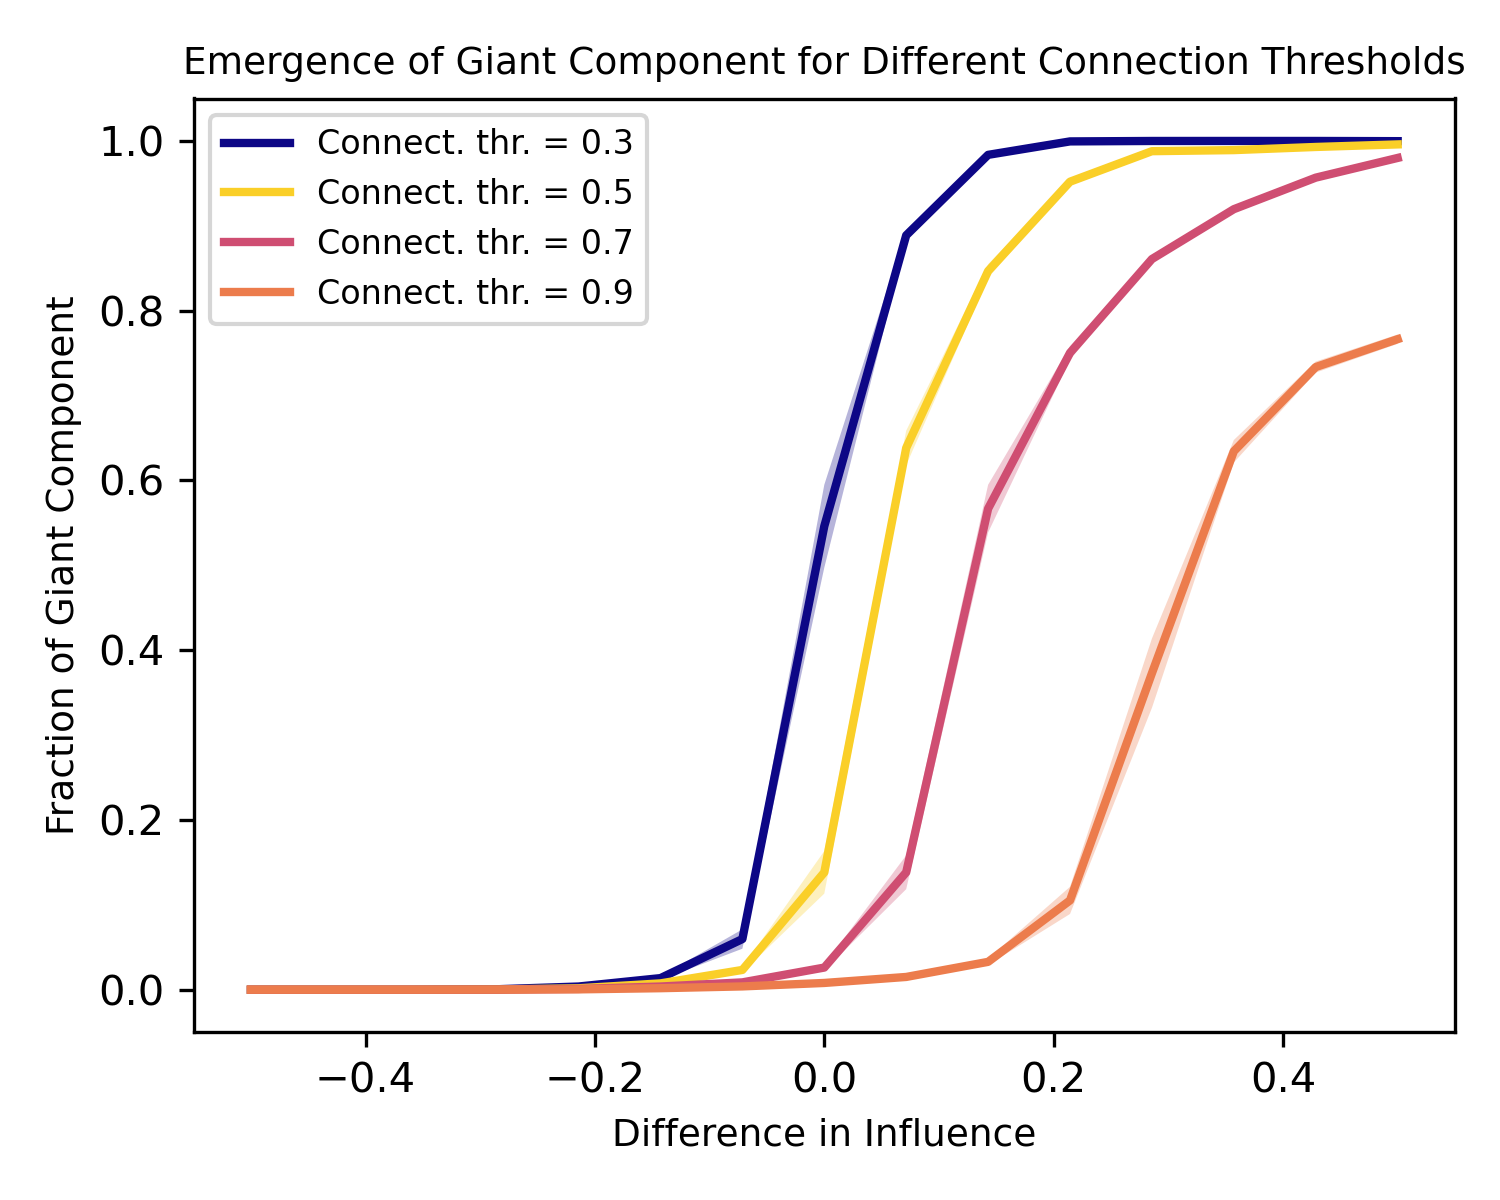 Emergence of Giant Component for Different Connection Thresholds
Connect. thr. = 0.3
Connect. thr. = 0.5
Connect. thr. = 0.7
Connect. thr. = 0.9
Fraction of Giant Component
1.0
0.8
0.6
0.4
0.2
0.0
−0.4 −0.2 0.0 0.2 0.4
Difference in Influence